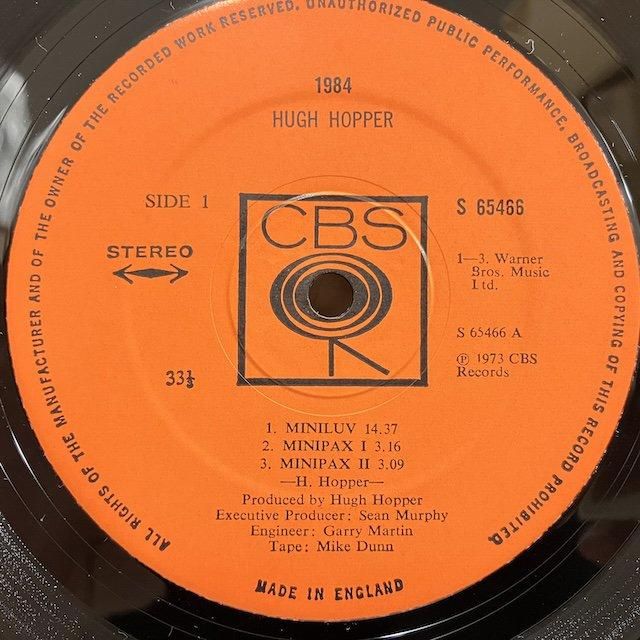 ALL RIGHTS OF THE MANUFACTURER AND OF THE OWNER OF THE RECORDED WORK RESERVED. UNAUTHORIZED PUBLIC PERFORMANCE, BROADCASTING AND COPYING OF THIS RECORD PROHIBITED.
1984
HUGH HOPPER
SIDE 1
STEREO
33⅓
CBS
S 65466
1—3. Warner
Bros. Music
Ltd.
S 65466 A
℗ 1973 CBS
Records
1. MINILUV 14.37
2. MINIPAX I 3.16
3. MINIPAX II 3.09
—H. Hopper—
Produced by Hugh Hopper
Executive Producer: Sean Murphy
Engineer: Garry Martin
Tape: Mike Dunn
MADE IN ENGLAND